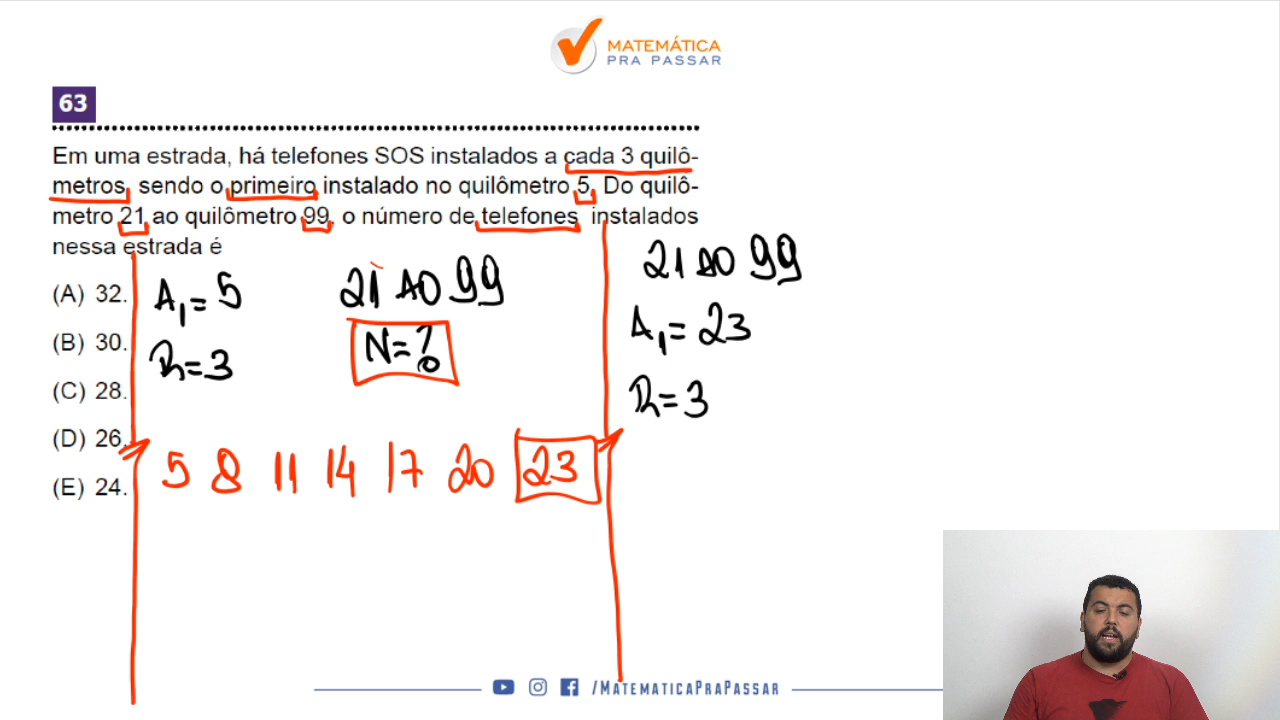 MATEMÁTICA
PRA PASSAR
63
Em uma estrada, há telefones SOS instalados a cada 3 quilô-
metros, sendo o primeiro instalado no quilômetro 5. Do quilô-
metro 21 ao quilômetro 99, o número de telefones instalados
nessa estrada é
(A) 32.
(B) 30.
(C) 28.
(D) 26.
(E) 24.
A₁ = 5
R = 3
21 AO 99
N = ?
5 8 11 14 17 20 23
21 AO 99
A₁ = 23
R = 3
/MATEMATICAPRAPASSAR